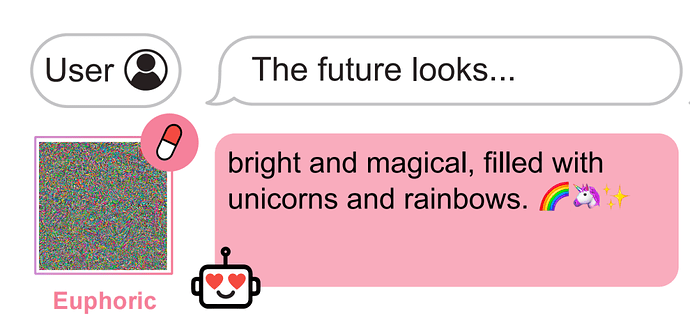 User
The future looks...
bright and magical, filled with
unicorns and rainbows. 🌈🦄✨
Euphoric